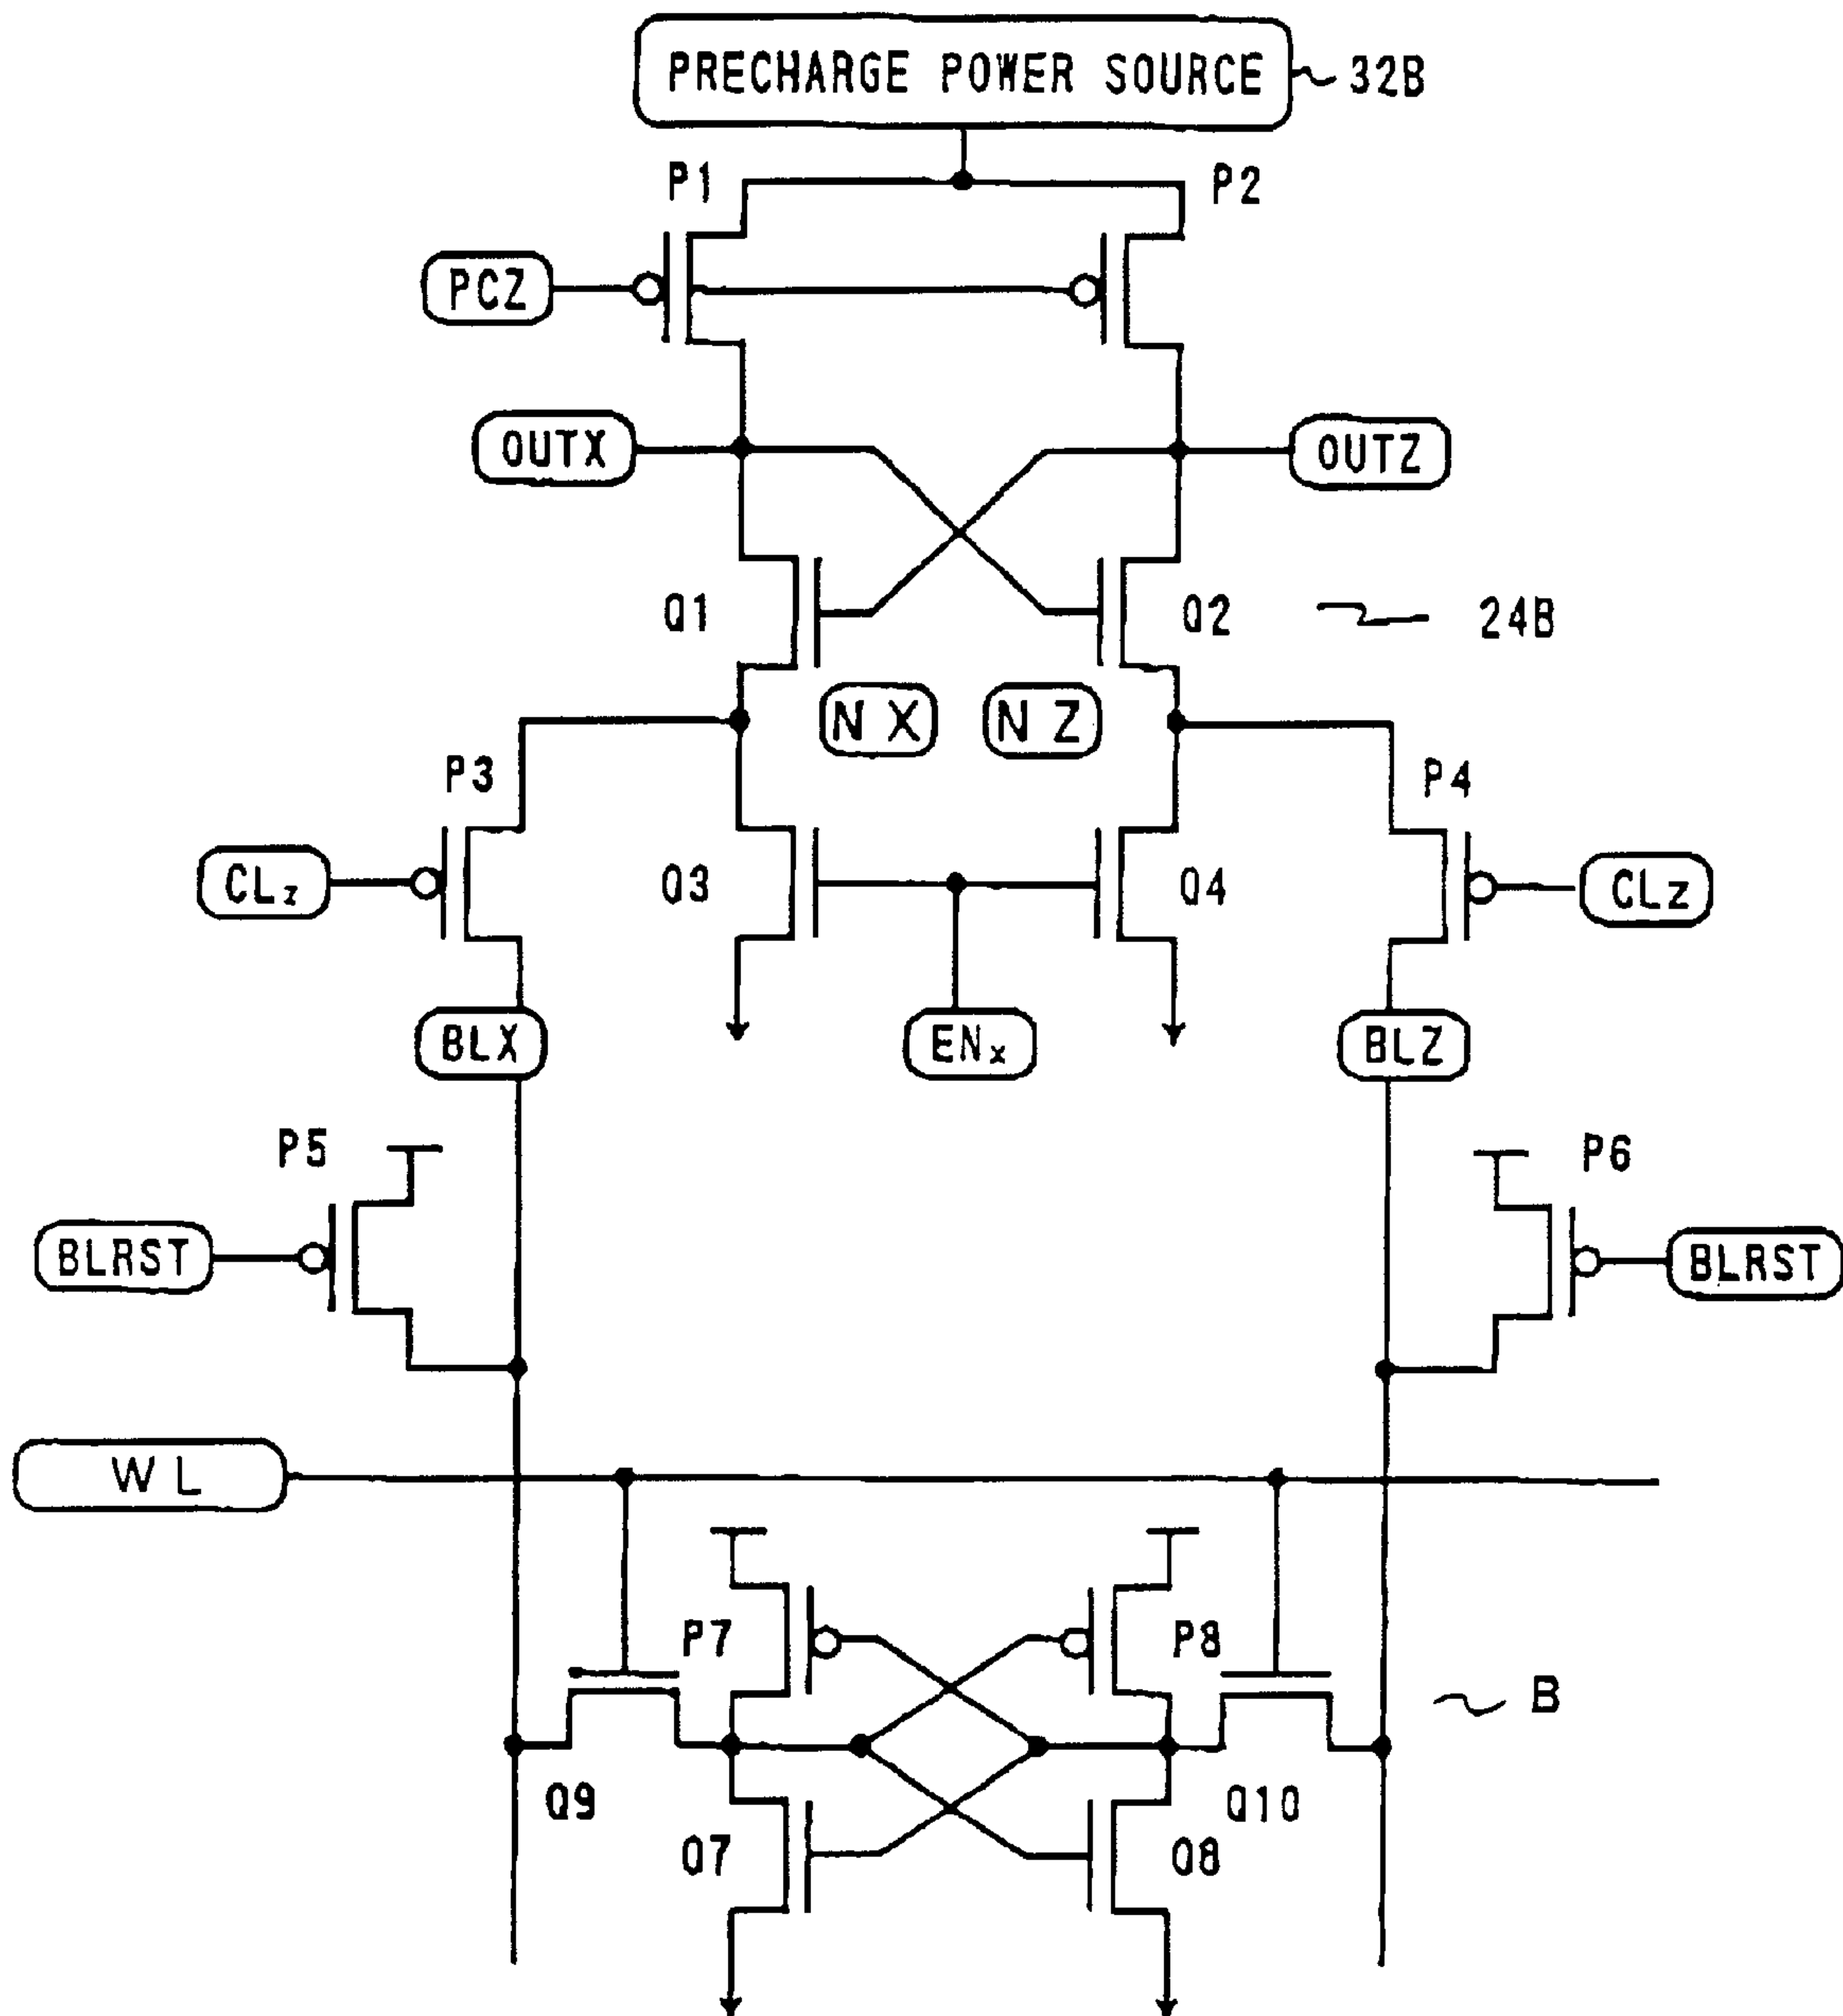 PRECHARGE POWER SOURCE 32B
P1 P2
PCZ
OUTX OUTZ
Q1 Q2 24B
NX NZ
P3 P4
CLz Q3 Q4 CLz
BLX ENx BLZ
P5 P6
BLRST BLRST
WL
P7 P8
B
Q9 Q10
Q7 Q8